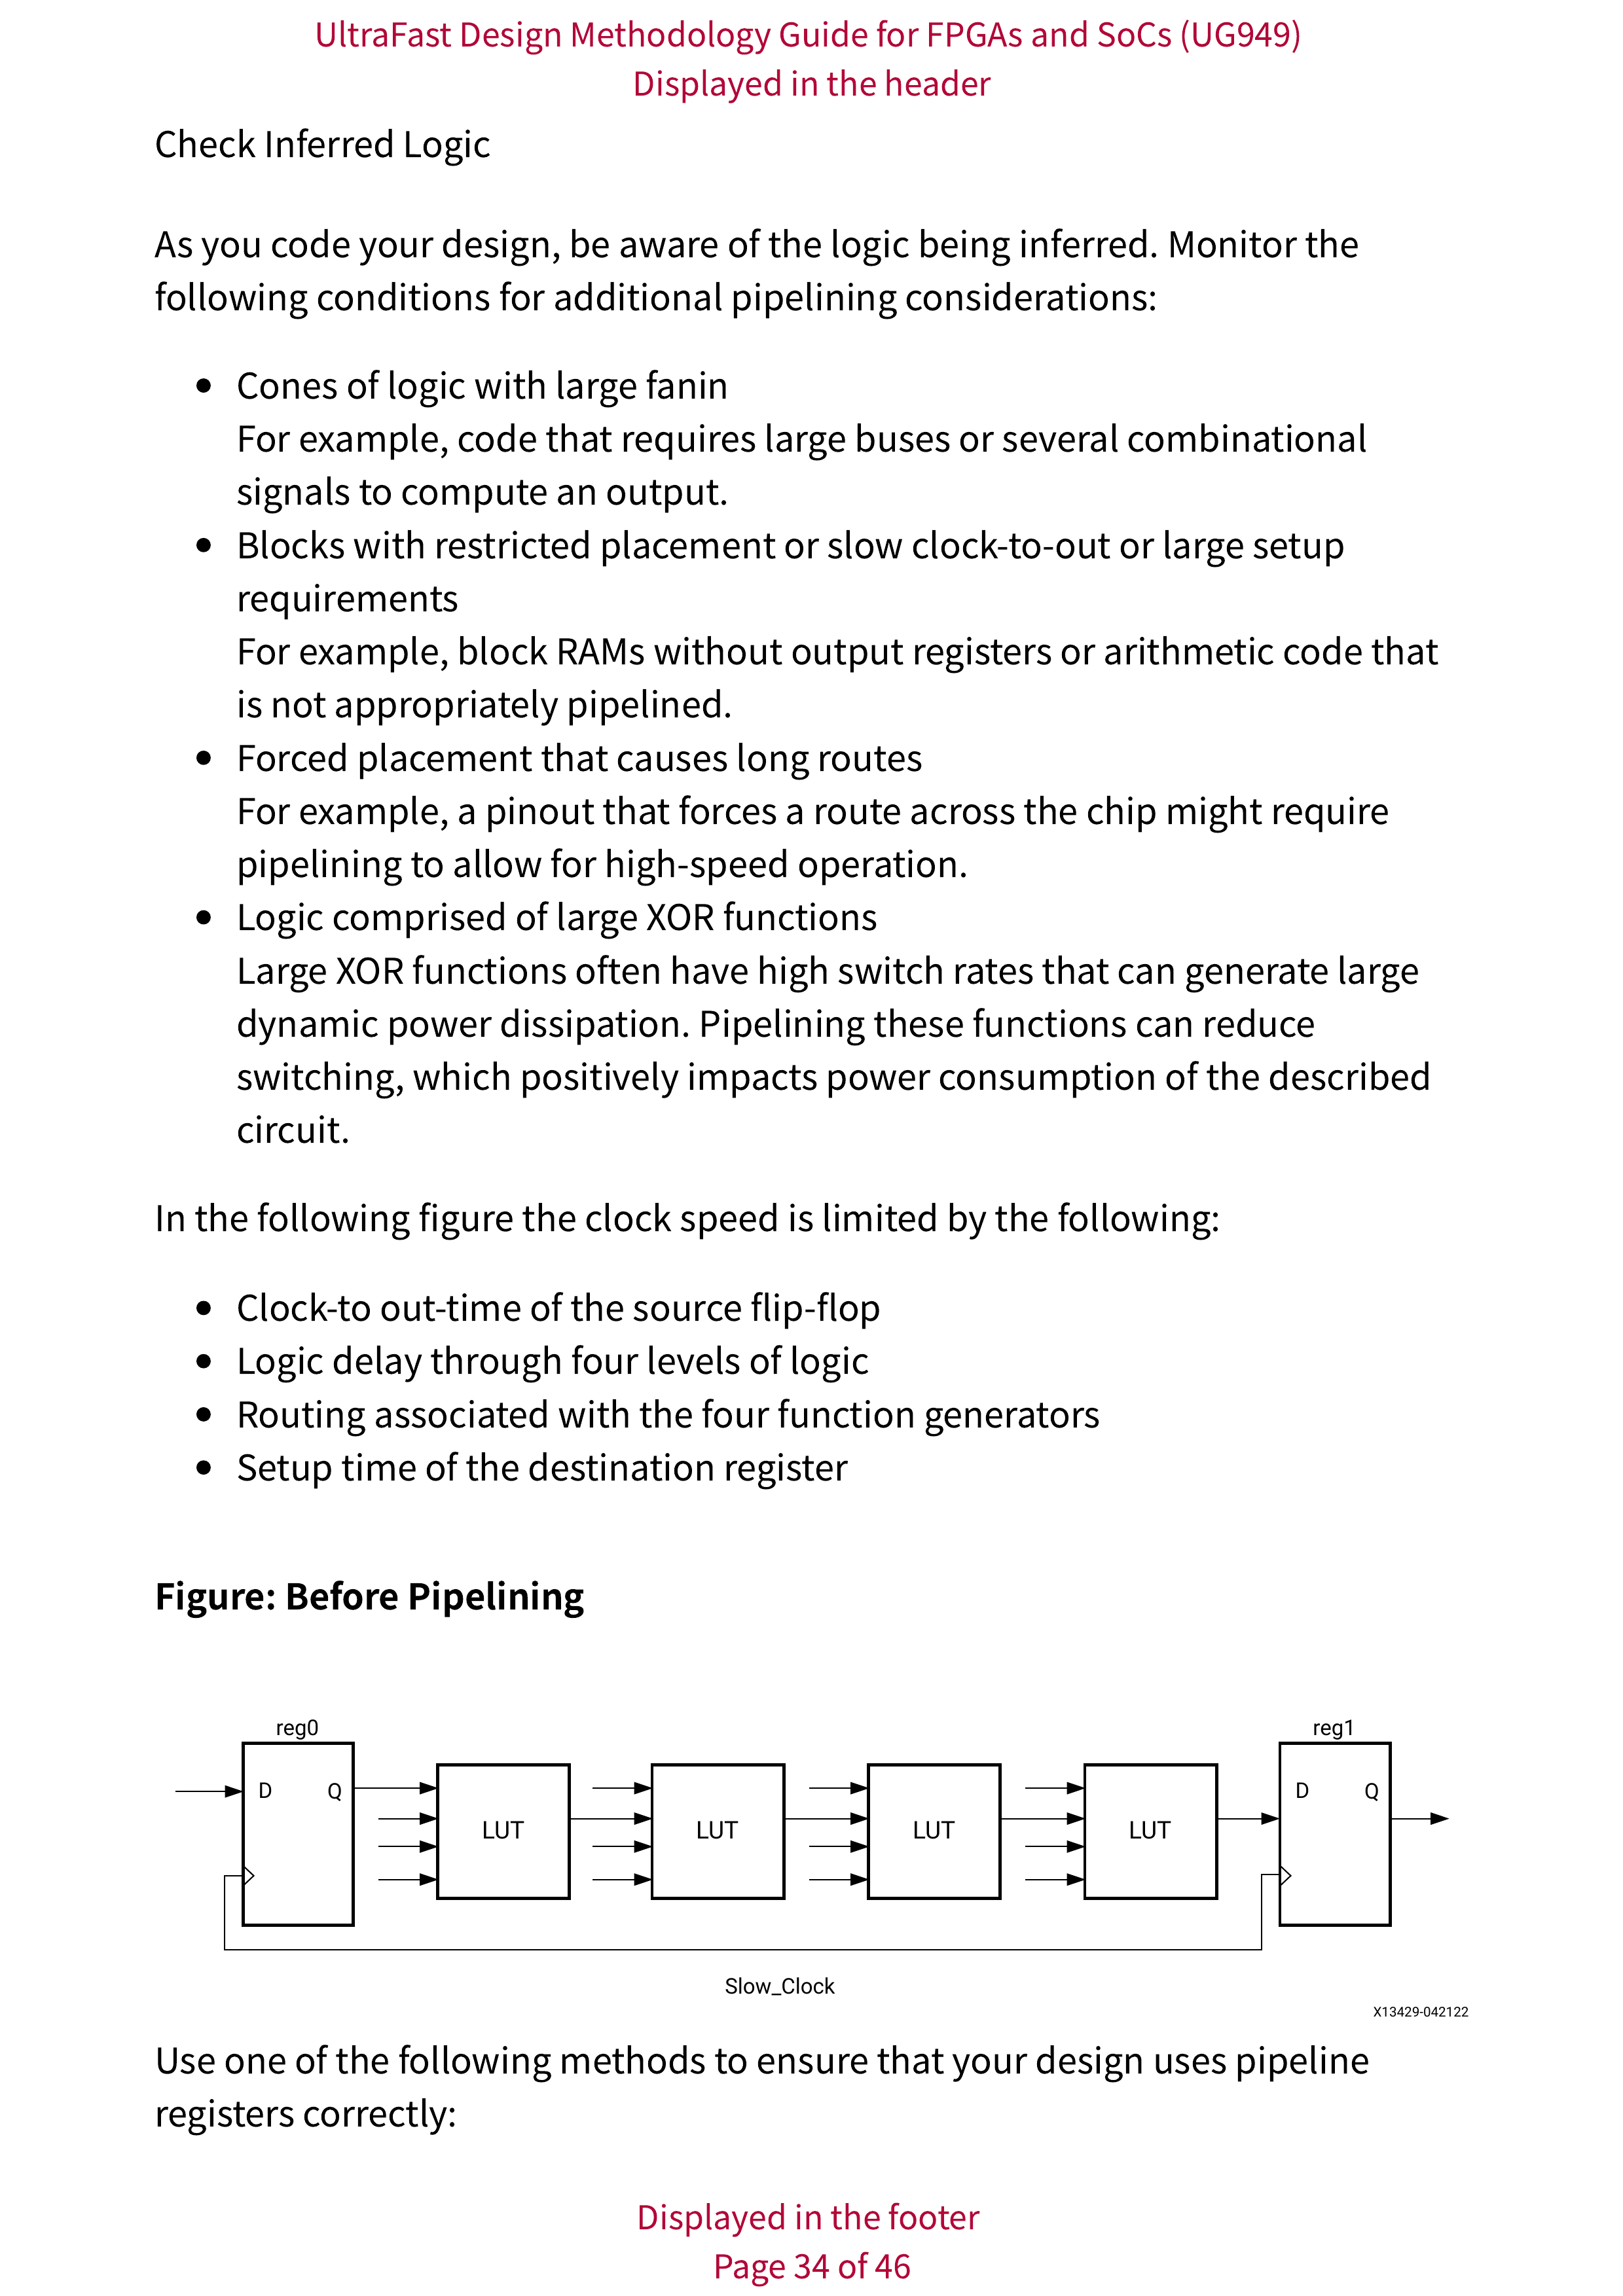 UltraFast Design Methodology Guide for FPGAs and SoCs (UG949)
Displayed in the header
Check Inferred Logic
As you code your design, be aware of the logic being inferred. Monitor the
following conditions for additional pipelining considerations:
• Cones of logic with large fanin
For example, code that requires large buses or several combinational
signals to compute an output.
• Blocks with restricted placement or slow clock-to-out or large setup
requirements
For example, block RAMs without output registers or arithmetic code that
is not appropriately pipelined.
• Forced placement that causes long routes
For example, a pinout that forces a route across the chip might require
pipelining to allow for high-speed operation.
• Logic comprised of large XOR functions
Large XOR functions often have high switch rates that can generate large
dynamic power dissipation. Pipelining these functions can reduce
switching, which positively impacts power consumption of the described
circuit.
In the following figure the clock speed is limited by the following:
• Clock-to out-time of the source flip-flop
• Logic delay through four levels of logic
• Routing associated with the four function generators
• Setup time of the destination register
Figure: Before Pipelining
reg0 reg1
D Q LUT LUT LUT LUT D Q
Slow_Clock
X13429-042122
Use one of the following methods to ensure that your design uses pipeline
registers correctly:
Displayed in the footer
Page 34 of 46